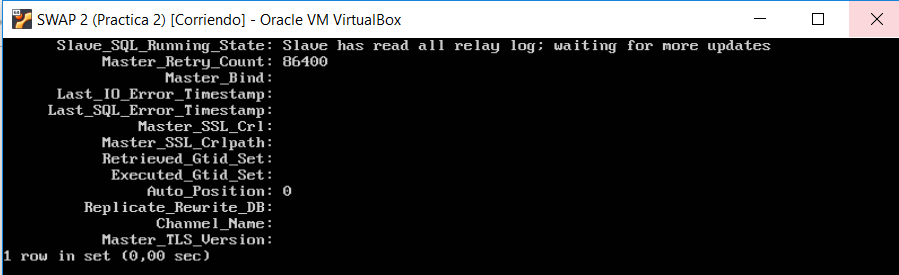 SWAP 2 (Practica 2) [Corriendo] - Oracle VM VirtualBox
Slave_SQL_Running_State: Slave has read all relay log; waiting for more updates
Master_Retry_Count: 86400
Master_Bind:
Last_IO_Error_Timestamp:
Last_SQL_Error_Timestamp:
Master_SSL_Crl:
Master_SSL_Crlpath:
Retrieved_Gtid_Set:
Executed_Gtid_Set:
Auto_Position: 0
Replicate_Rewrite_DB:
Channel_Name:
Master_TLS_Version:
1 row in set (0,00 sec)